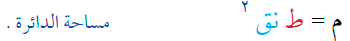 م = ط نق ٢ مساحة الدائرة .